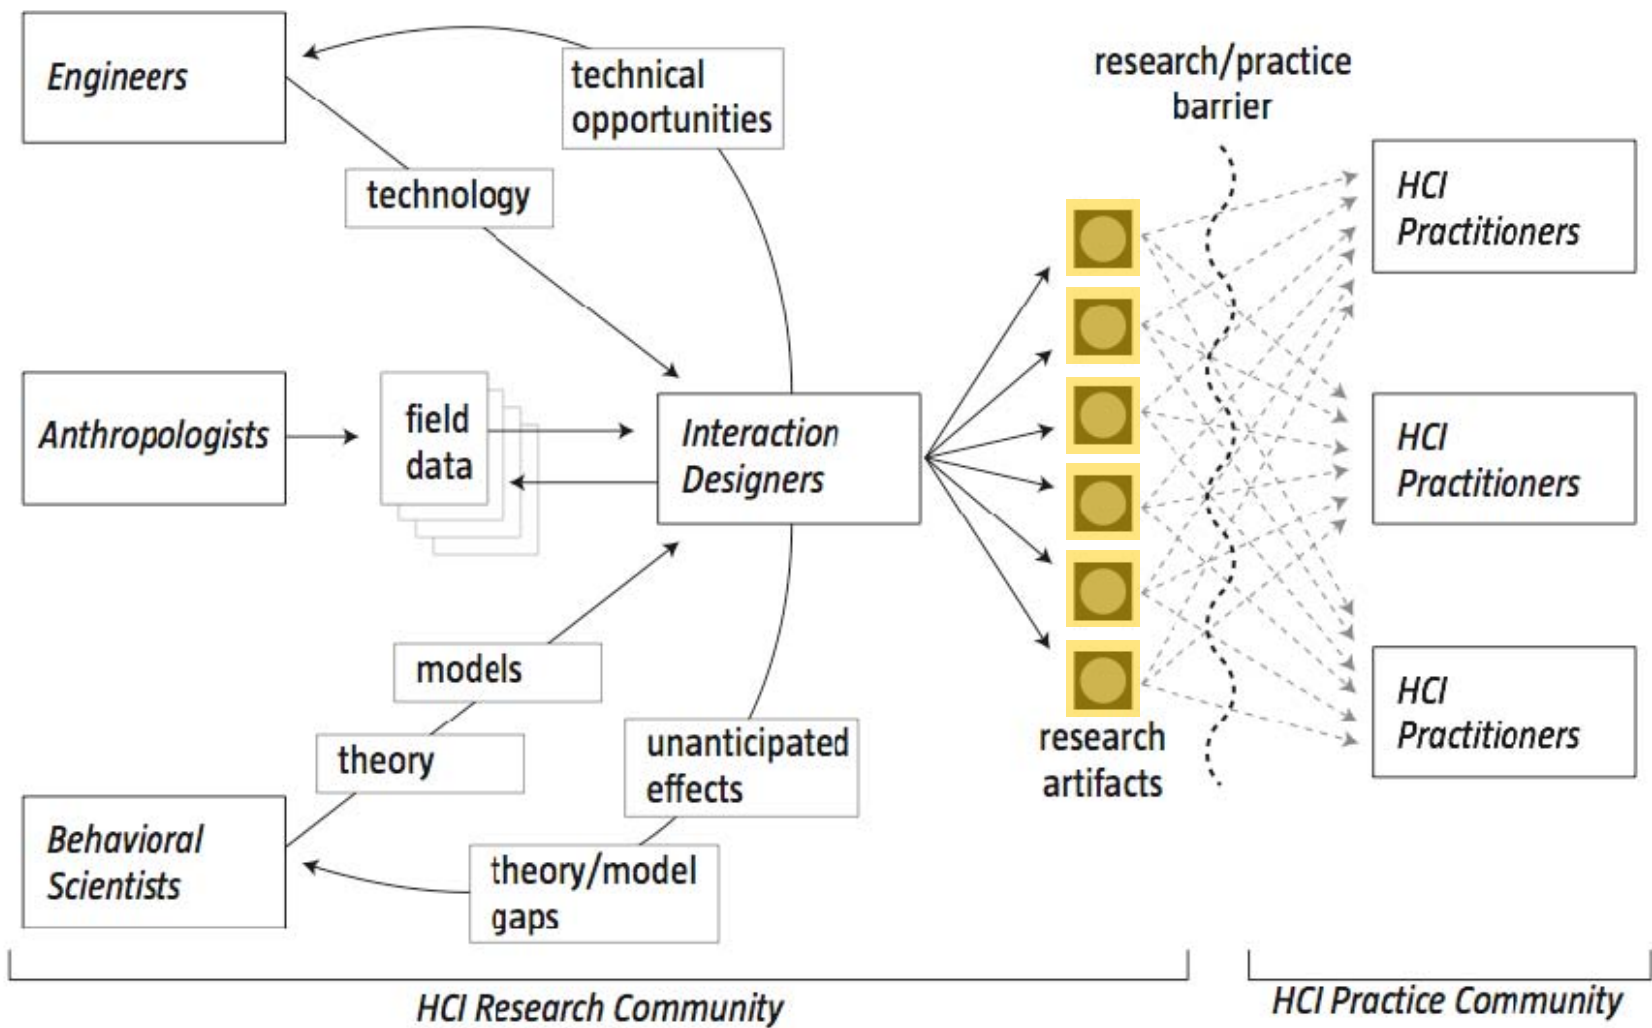 Engineers
technical
opportunities
technology
research/practice
barrier
HCI
Practitioners
Anthropologists
field
data
Interaction
Designers
HCI
Practitioners
models
theory
unanticipated
effects
research
artifacts
HCI
Practitioners
Behavioral
Scientists
theory/model
gaps
HCI Research Community
HCI Practice Community